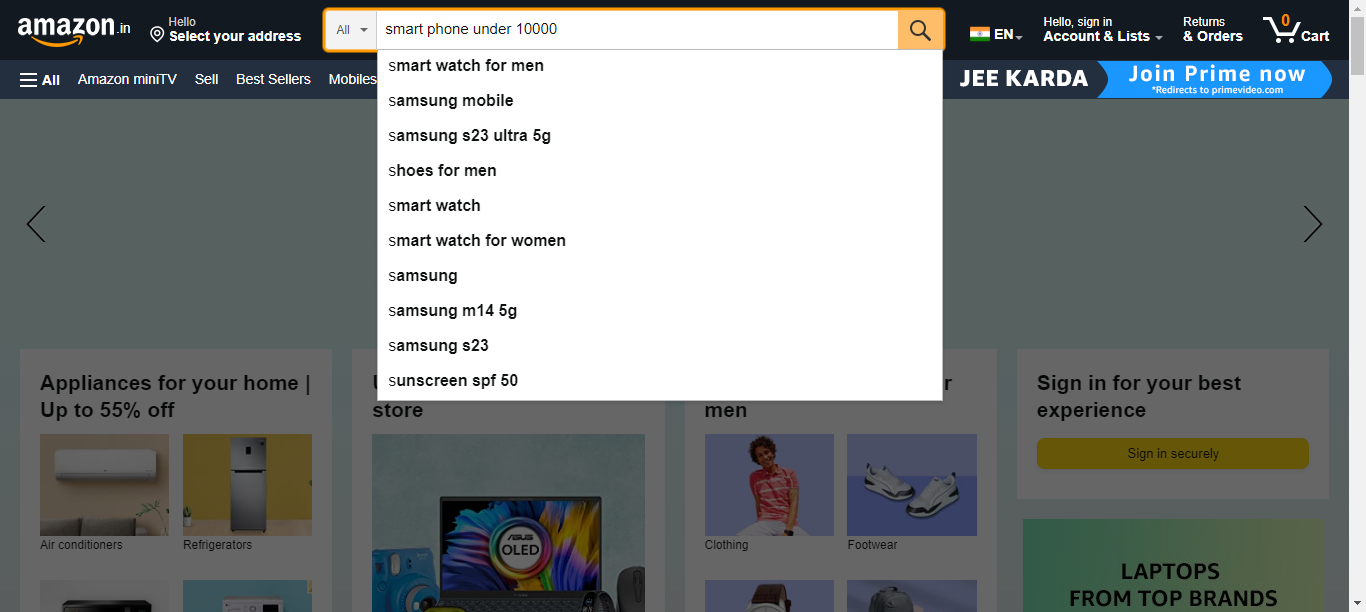 amazon.in
Hello
Select your address
All
smart phone under 10000
EN
Hello, sign in
Account & Lists
Returns
& Orders
0
Cart
All
Amazon miniTV
Sell
Best Sellers
Mobiles
JEE KARDA
Join Prime now
*Redirects to primevideo.com
smart watch for men
samsung mobile
samsung s23 ultra 5g
shoes for men
smart watch
smart watch for women
samsung
samsung m14 5g
samsung s23
sunscreen spf 50
Appliances for your home |
Up to 55% off
Air conditioners
Refrigerators
store
ASUS
OLED
men
Clothing
Footwear
Sign in for your best
experience
Sign in securely
LAPTOPS
FROM TOP BRANDS